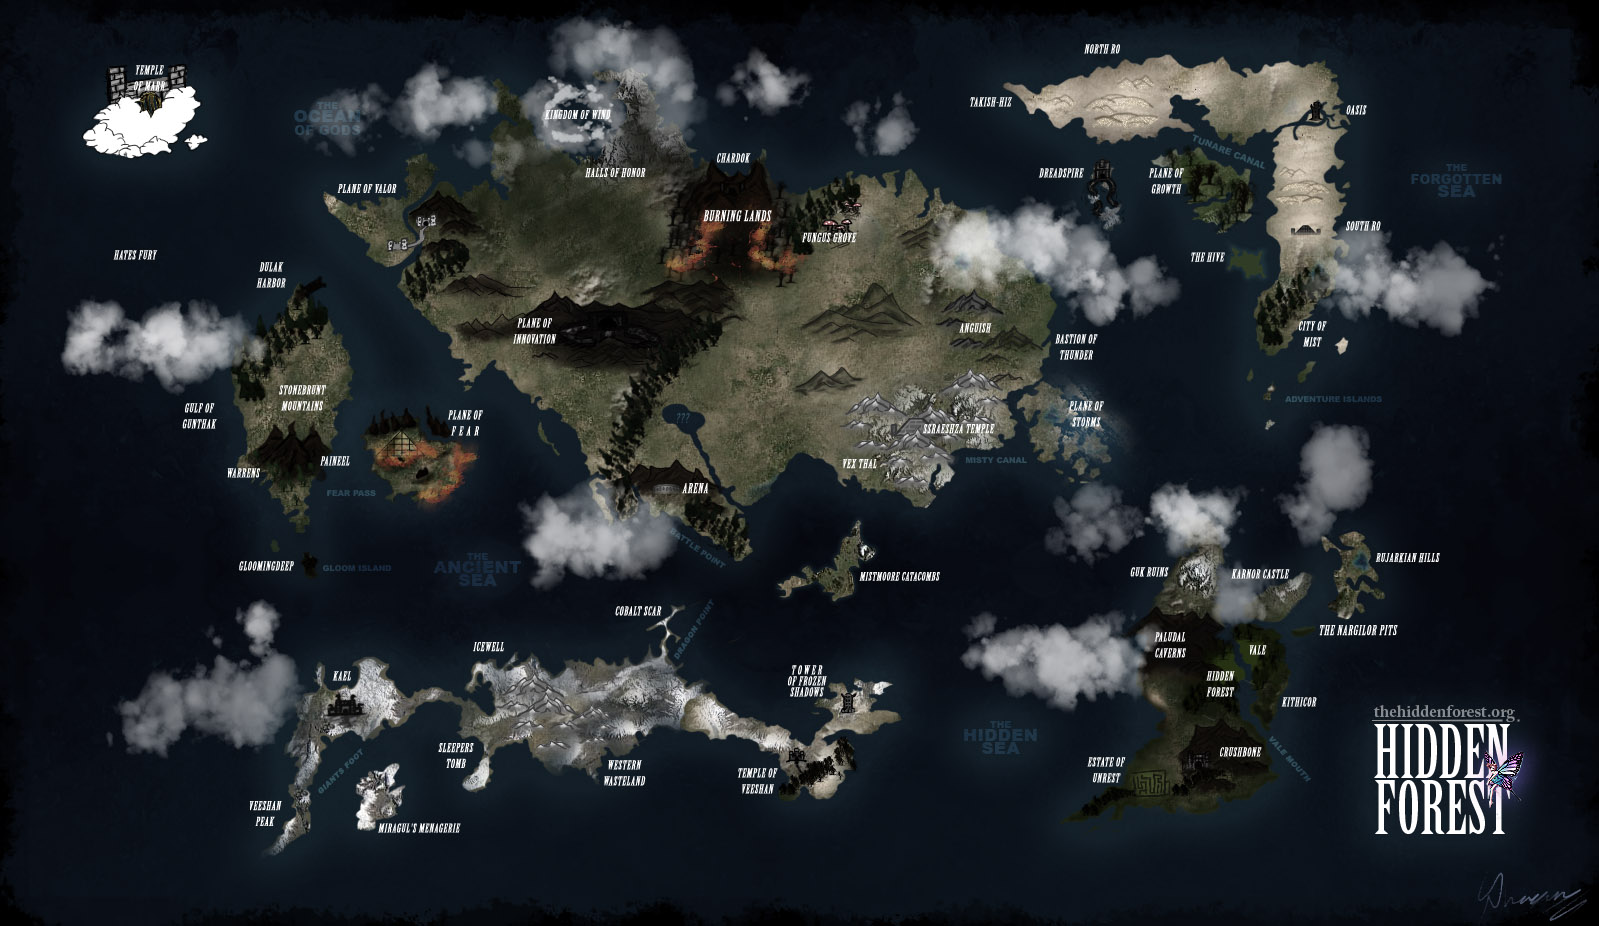 TEMPLE
OF MARR
THE
OCEAN
OF GODS
KINGDOM OF WIND
HALLS OF HONOR
CHARDOK
PLANE OF VALOR
BURNING LANDS
FUNGUS GROVE
NORTH RO
TAKISH-HIZ
OASIS
TUNARE CANAL
DREADSPIRE
PLANE OF
GROWTH
THE
FORGOTTEN
SEA
SOUTH RO
THE HIVE
CITY OF
MIST
ADVENTURE ISLANDS
HATES FURY
DULAK
HARBOR
STONEBRUNT
MOUNTAINS
GULF OF
GUNTHAK
WARRENS
PAINEEL
PLANE OF
FEAR
FEAR PASS
GLOOMINGDEEP
GLOOM ISLAND
PLANE OF
INNOVATION
ANGUISH
BASTION OF
THUNDER
PLANE OF
STORMS
???
SSRAESHZA TEMPLE
VEX THAL
MISTY CANAL
ARENA
BATTLE POINT
THE
ANCIENT
SEA
MISTMOORE CATACOMBS
COBALT SCAR
DRAGON POINT
ICEWELL
KAEL
TOWER
OF FROZEN
SHADOWS
SLEEPERS
TOMB
WESTERN
WASTELAND
TEMPLE OF
VEESHAN
GIANTS FOOT
VEESHAN
PEAK
MIRAGUL'S MENAGERIE
GUK RUINS
KARNOR CASTLE
RUJARKIAN HILLS
THE NARGILOR PITS
PALUDAL
CAVERNS
VALE
HIDDEN
FOREST
KITHICOR
THE
HIDDEN
SEA
CRUSHBONE
VALE MOUTH
ESTATE OF
UNREST
thehiddenforest.org
HIDDEN
FOREST